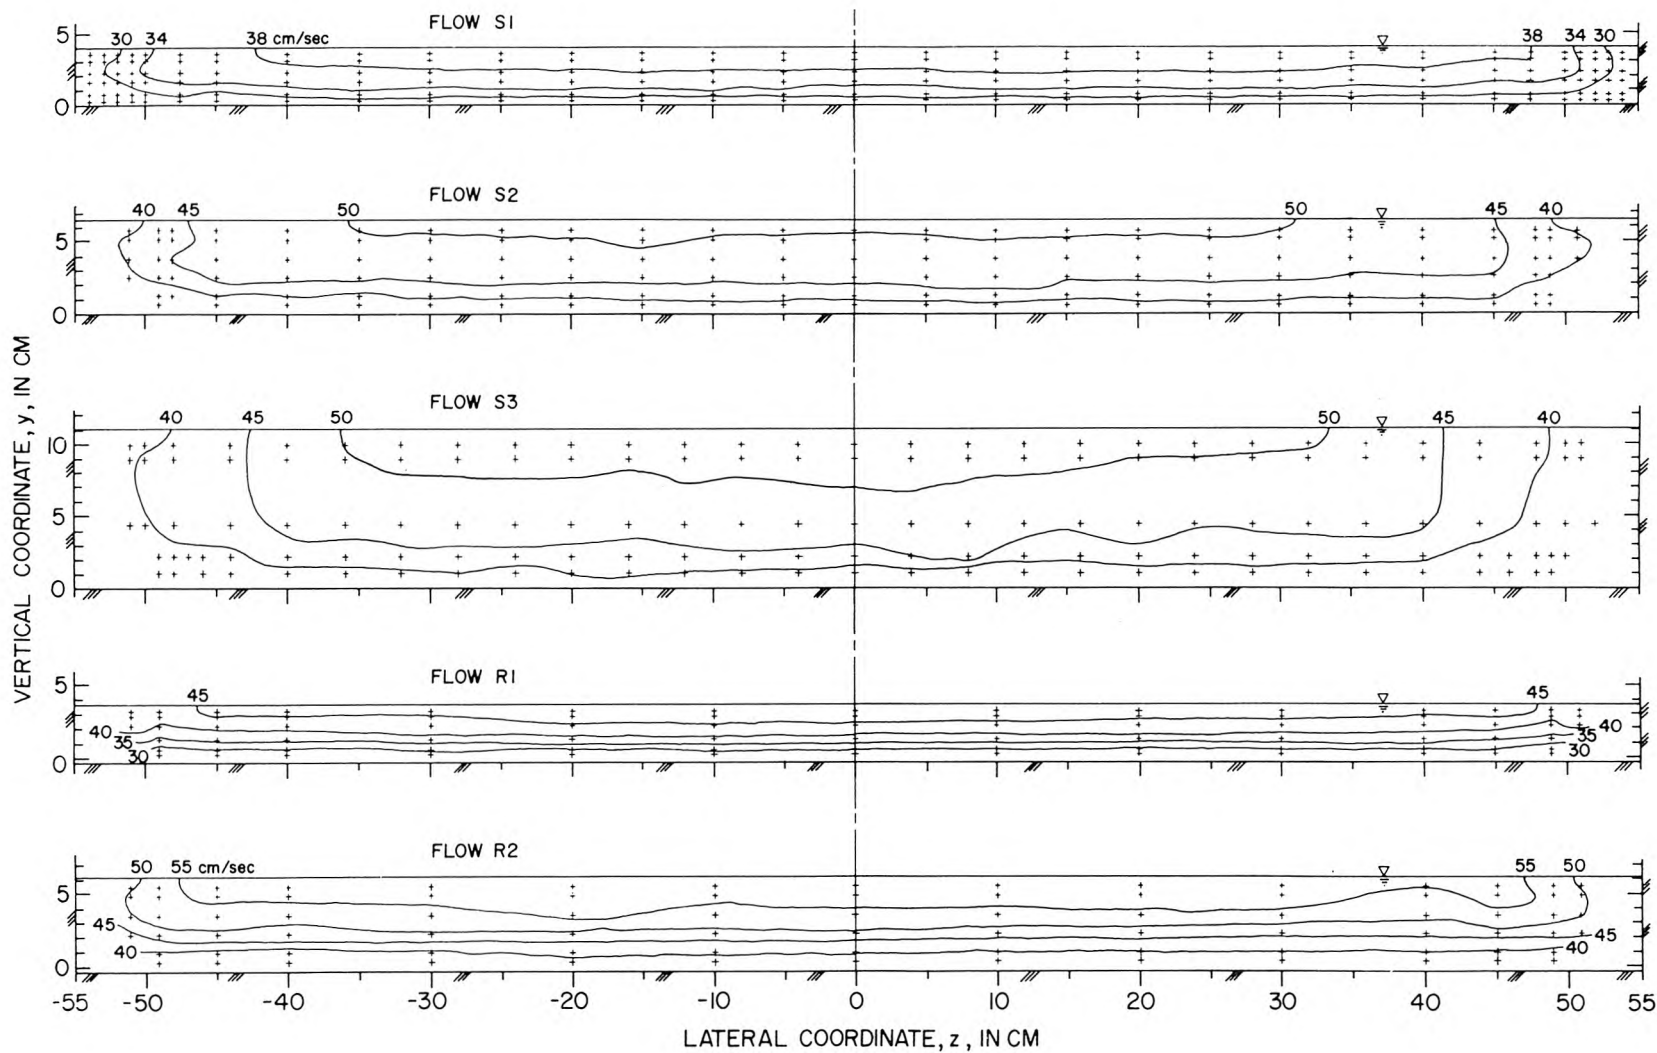 FLOW S1
5
30 34 38 cm/sec 38 34 30
0
FLOW S2
40 45 50 50 45 40
5
0
FLOW S3
40 45 50 50 45 40
10
5
0
FLOW R1
5
45 45
40 40
35 35
30 30
0
FLOW R2
50 55 cm/sec 55 50
5
45 45
40 40
0
-55 -50 -40 -30 -20 -10 0 10 20 30 40 50 55
LATERAL COORDINATE, z, IN CM
VERTICAL COORDINATE, y, IN CM